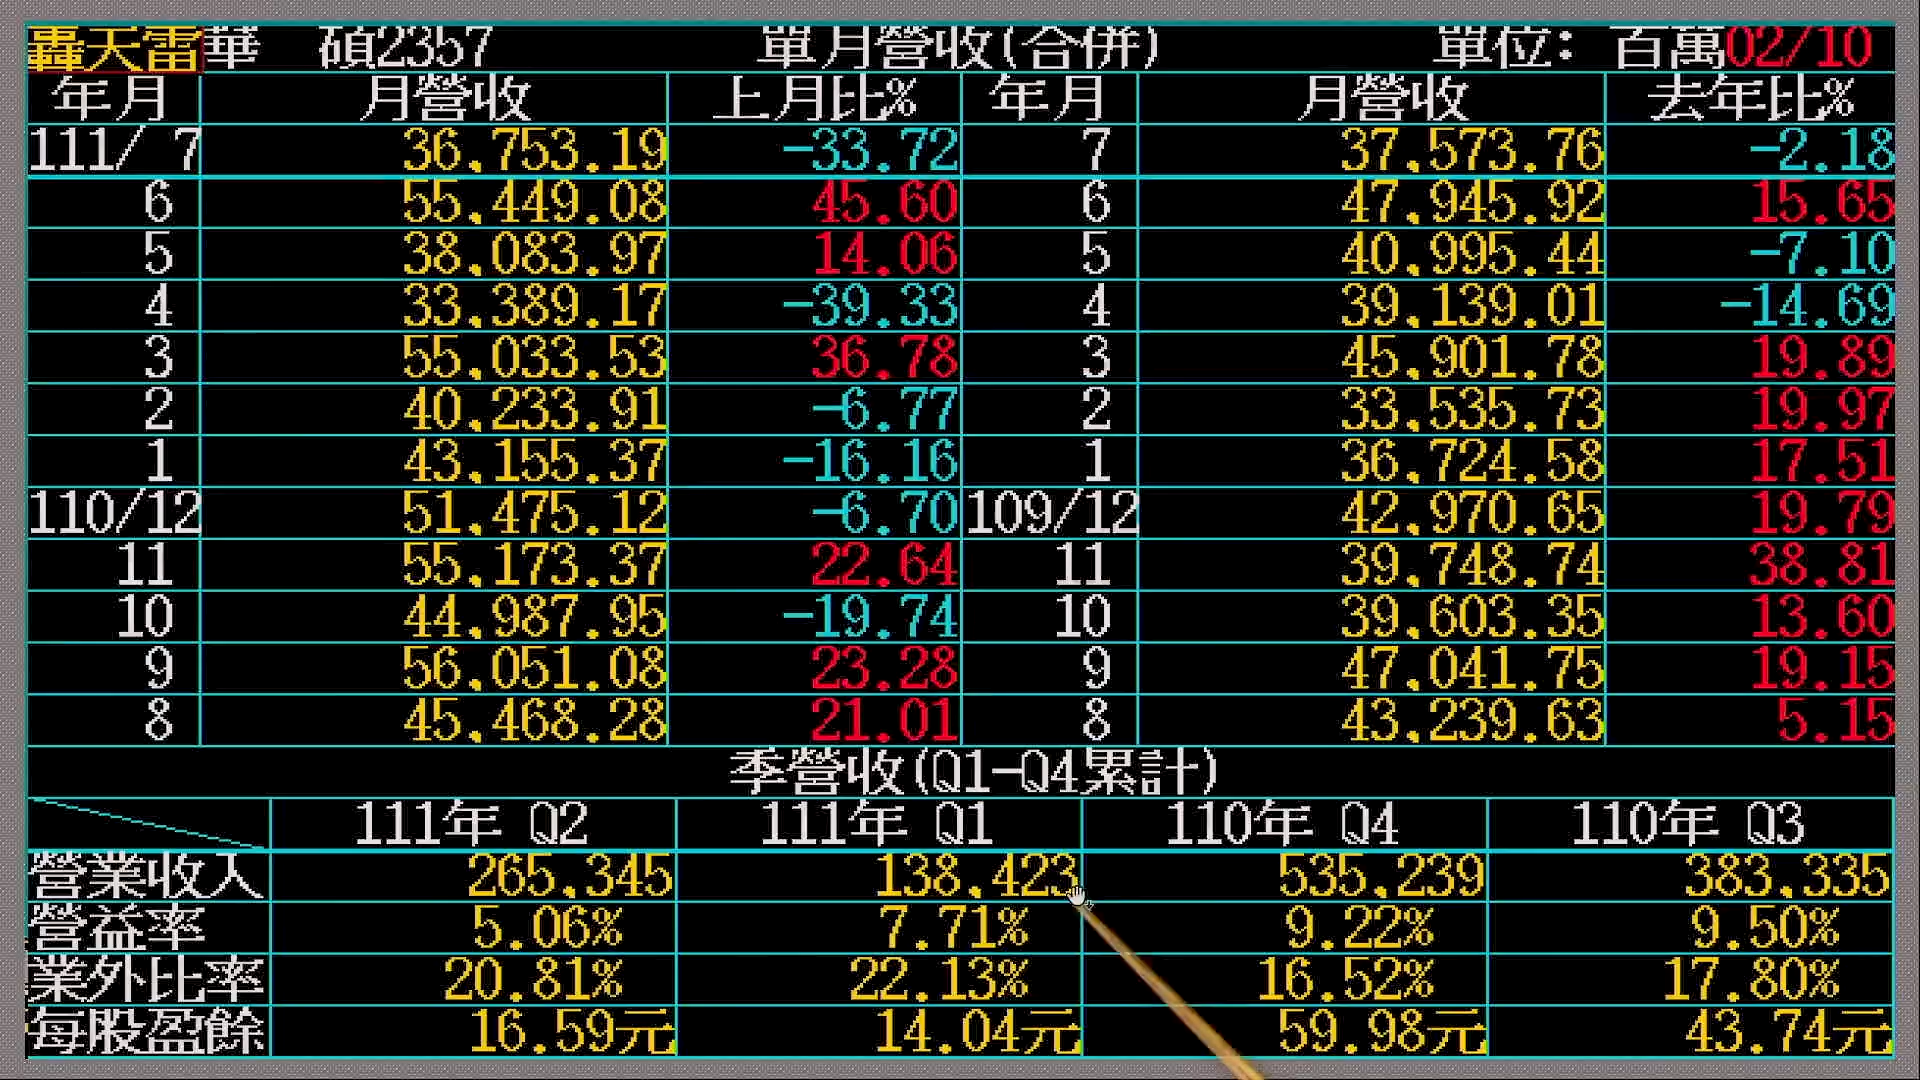 轟天雷華　碩2357 單月營收(合併) 單位: 百萬02/10
年月 月營收 上月比% 年月 月營收 去年比%
111/ 7 36,753.19 -33.72 7 37,573.76 -2.18
6 55,449.08 45.60 6 47,945.92 15.65
5 38,083.97 14.06 5 40,995.44 -7.10
4 33,389.17 -39.33 4 39,139.01 -14.69
3 55,033.53 36.78 3 45,901.78 19.89
2 40,233.91 -6.77 2 33,535.73 19.97
1 43,155.37 -16.16 1 36,724.58 17.51
110/12 51,475.12 -6.70 109/12 42,970.65 19.79
11 55,173.37 22.64 11 39,748.74 38.81
10 44,987.95 -19.74 10 39,603.35 13.60
9 56,051.08 23.28 9 47,041.75 19.15
8 45,468.28 21.01 8 43,239.63 5.15
季營收(Q1-Q4累計)
111年 Q2 111年 Q1 110年 Q4 110年 Q3
營業收入 265,345 138,423 535,239 383,335
營益率 5.06% 7.71% 9.22% 9.50%
業外比率 20.81% 22.13% 16.52% 17.80%
每股盈餘 16.59元 14.04元 59.98元 43.74元